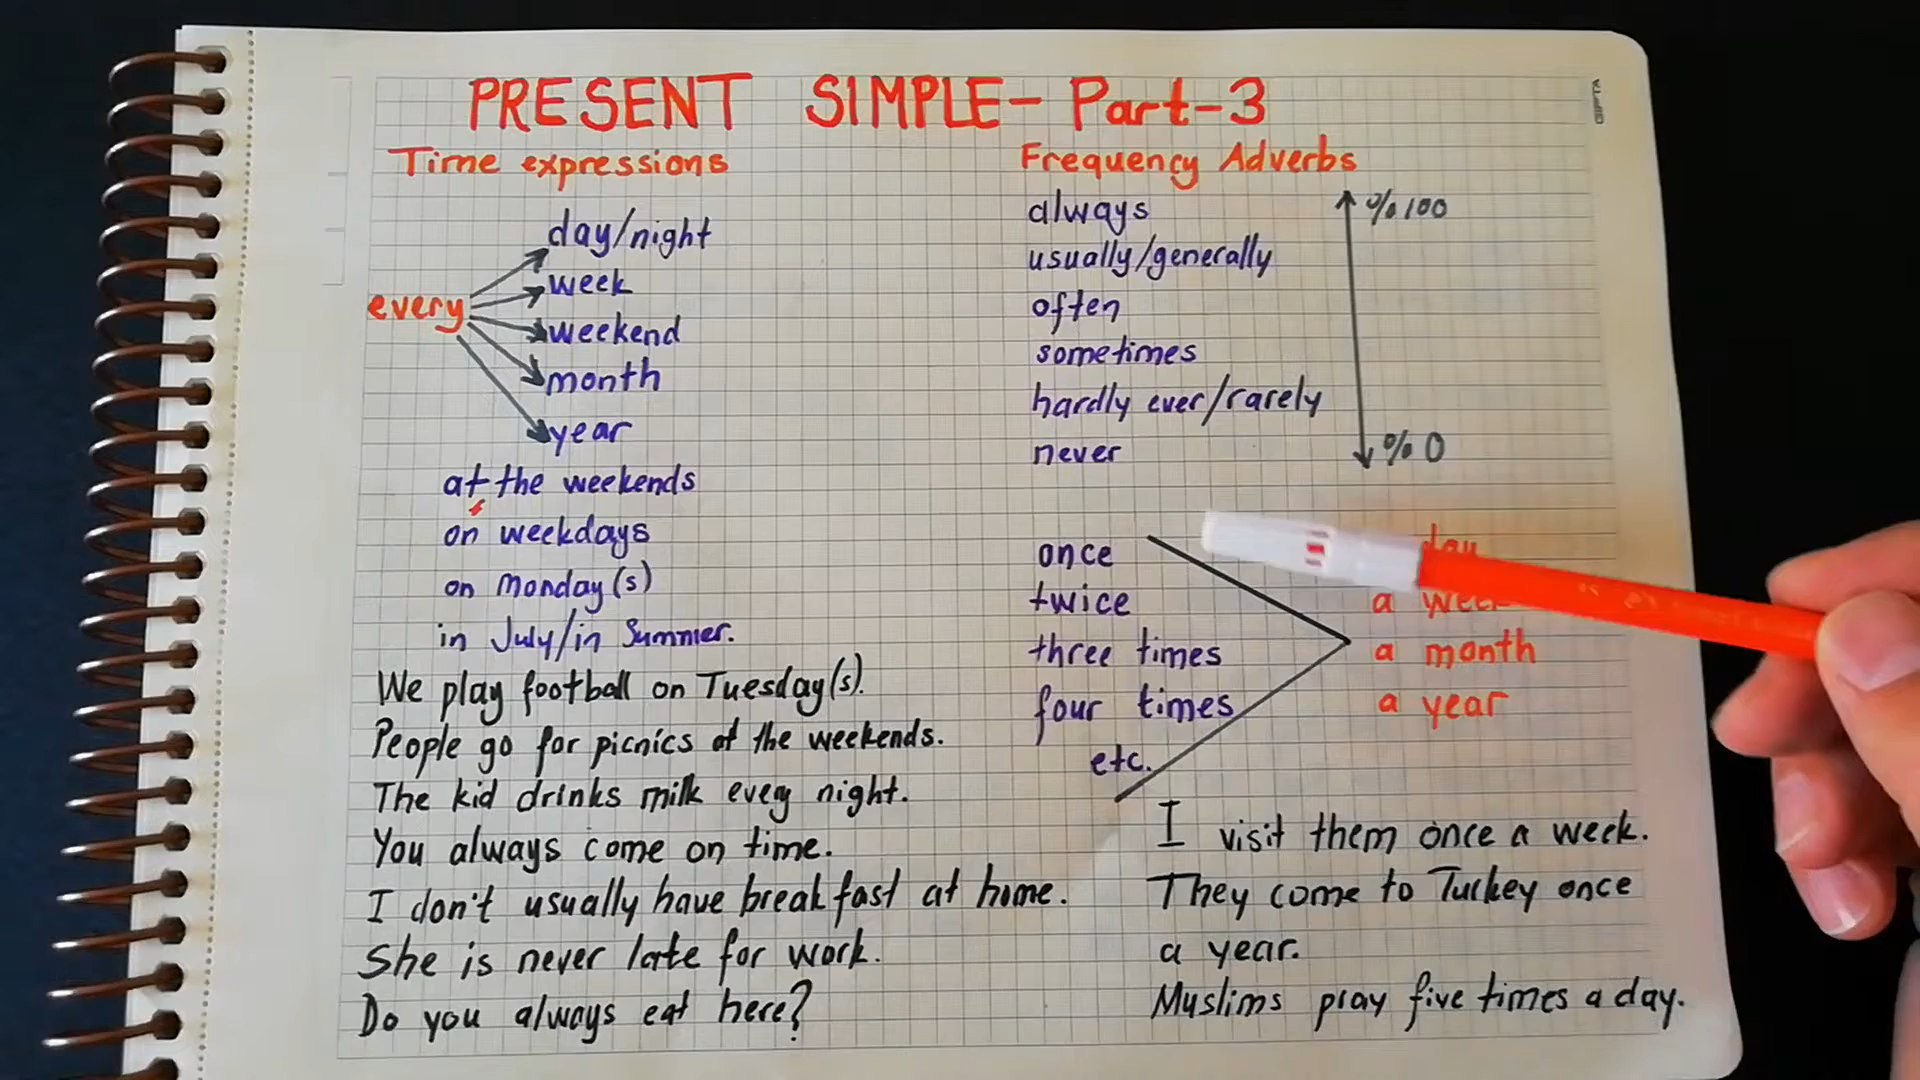 PRESENT SIMPLE- Part-3
Time expressions
every
day/night
week
weekend
month
year
at the weekends
on weekdays
on monday(s)
in July/in Summer.
We play football on Tuesday(s).
People go for picnics at the weekends.
The kid drinks milk every night.
You always come on time.
I don't usually have breakfast at home.
She is never late for work.
Do you always eat here?
Frequency Adverbs
always
usually/generally
often
sometimes
hardly ever/rarely
never
%100
%0
once
twice
three times
four times
etc.
day
a week
a month
a year
I visit them once a week.
They come to Turkey once
a year.
Muslims pray five times a day.
GIPTA